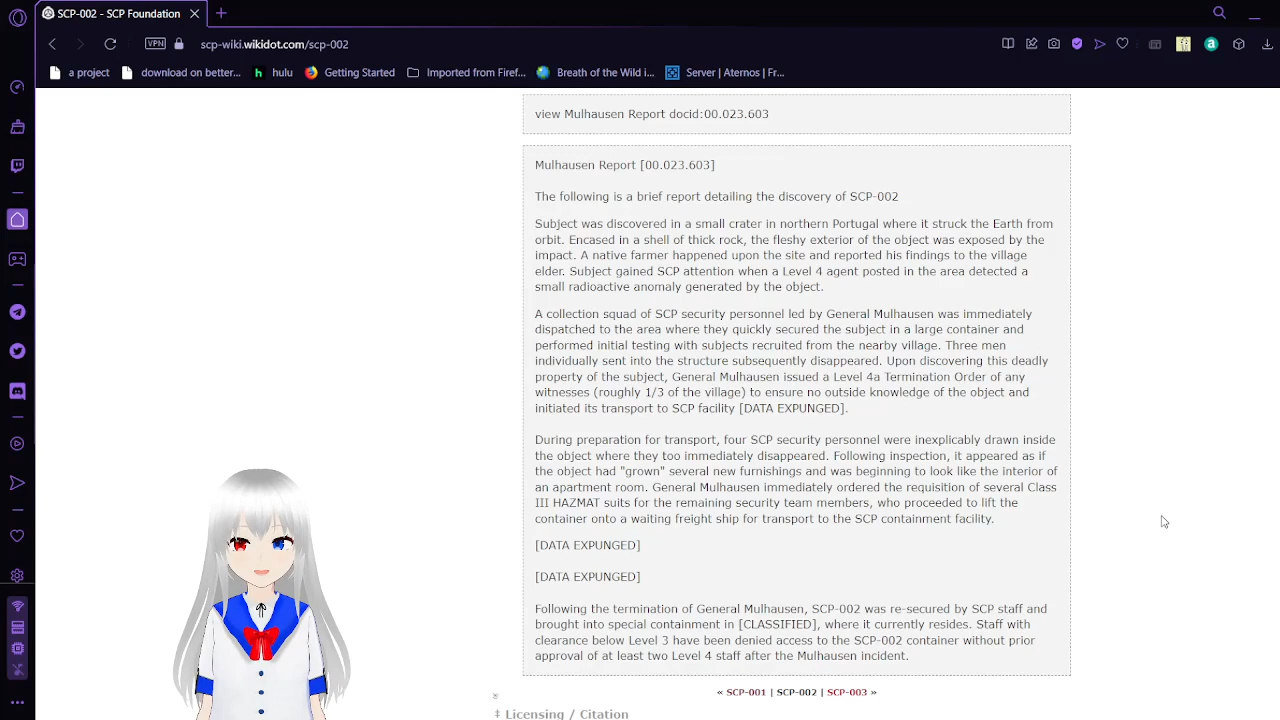 SCP-002 - SCP Foundation
VPN
scp-wiki.wikidot.com/scp-002
a project
download on better...
hulu
Getting Started
Imported from Firef...
Breath of the Wild i...
Server | Aternos | Fr...
view Mulhausen Report docid:00.023.603
Mulhausen Report [00.023.603]
The following is a brief report detailing the discovery of SCP-002
Subject was discovered in a small crater in northern Portugal where it struck the Earth from
orbit. Encased in a shell of thick rock, the fleshy exterior of the object was exposed by the
impact. A native farmer happened upon the site and reported his findings to the village
elder. Subject gained SCP attention when a Level 4 agent posted in the area detected a
small radioactive anomaly generated by the object.
A collection squad of SCP security personnel led by General Mulhausen was immediately
dispatched to the area where they quickly secured the subject in a large container and
performed initial testing with subjects recruited from the nearby village. Three men
individually sent into the structure subsequently disappeared. Upon discovering this deadly
property of the subject, General Mulhausen issued a Level 4a Termination Order of any
witnesses (roughly 1/3 of the village) to ensure no outside knowledge of the object and
initiated its transport to SCP facility [DATA EXPUNGED].
During preparation for transport, four SCP security personnel were inexplicably drawn inside
the object where they too immediately disappeared. Following inspection, it appeared as if
the object had "grown" several new furnishings and was beginning to look like the interior of
an apartment room. General Mulhausen immediately ordered the requisition of several Class
III HAZMAT suits for the remaining security team members, who proceeded to lift the
container onto a waiting freight ship for transport to the SCP containment facility.
[DATA EXPUNGED]
[DATA EXPUNGED]
Following the termination of General Mulhausen, SCP-002 was re-secured by SCP staff and
brought into special containment in [CLASSIFIED], where it currently resides. Staff with
clearance below Level 3 have been denied access to the SCP-002 container without prior
approval of at least two Level 4 staff after the Mulhausen incident.
« SCP-001 | SCP-002 | SCP-003 »
‡ Licensing / Citation